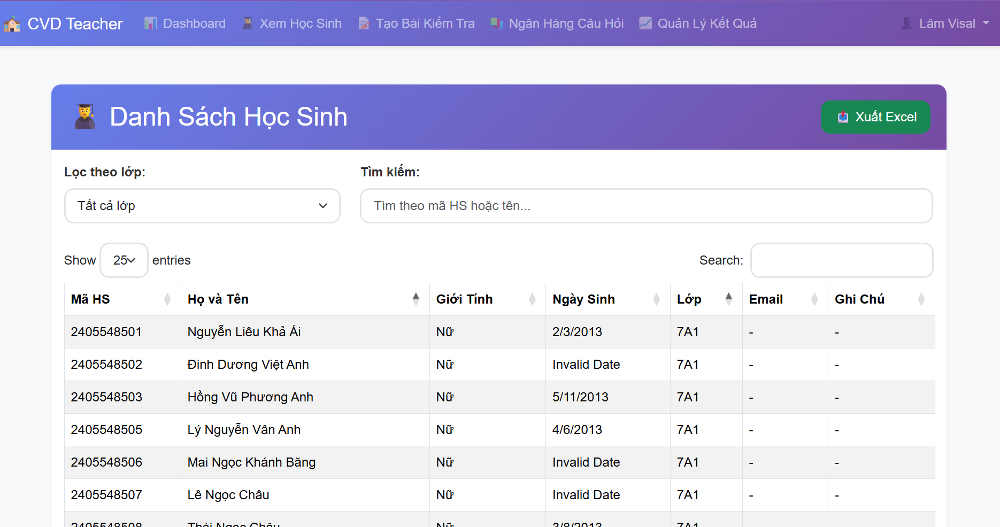 CVD Teacher Dashboard Xem Học Sinh Tạo Bài Kiểm Tra Ngân Hàng Câu Hỏi Quản Lý Kết Quả Lâm Visal
Danh Sách Học Sinh Xuất Excel
Lọc theo lớp: Tìm kiếm:
Tất cả lớp Tìm theo mã HS hoặc tên...
Show 25 entries Search:
Mã HS Họ và Tên Giới Tính Ngày Sinh Lớp Email Ghi Chú
2405548501 Nguyễn Liêu Khả Ái Nữ 2/3/2013 7A1 - -
2405548502 Đinh Dương Việt Anh Nữ Invalid Date 7A1 - -
2405548503 Hồng Vũ Phương Anh Nữ 5/11/2013 7A1 - -
2405548505 Lý Nguyễn Vân Anh Nữ 4/6/2013 7A1 - -
2405548506 Mai Ngọc Khánh Băng Nữ Invalid Date 7A1 - -
2405548507 Lê Ngọc Châu Nữ Invalid Date 7A1 - -
2405548508 Thái Ngọc Châu Nữ 3/8/2013 7A1